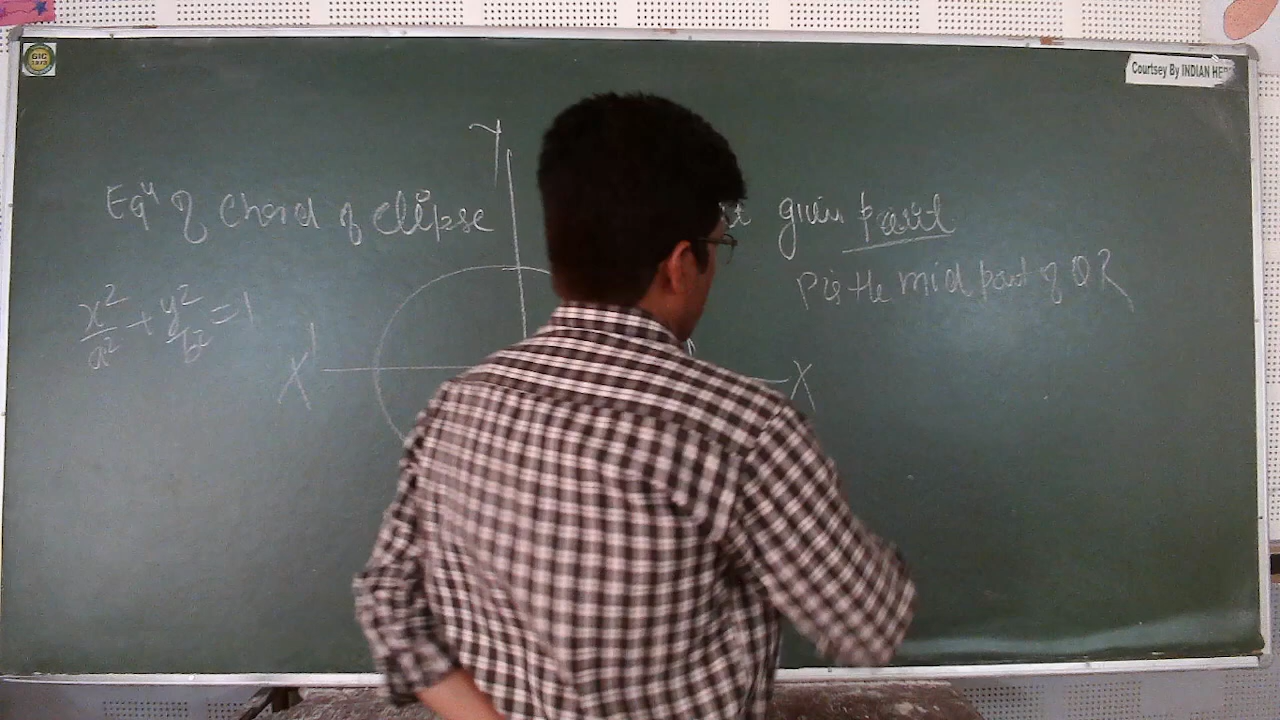 GIC
Courtsey By INDIAN HE
Y
Eqⁿ of Chord of ellipse
given point
P is the mid point of QR
x²/a² + y²/b² = 1
X'
X